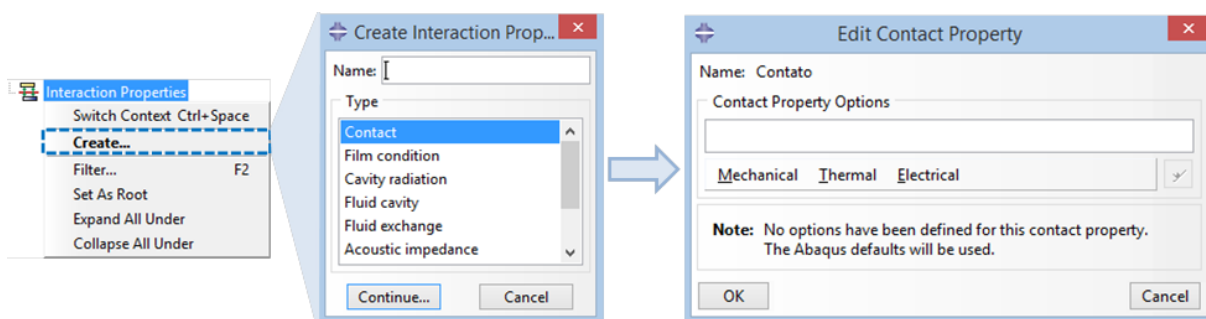 Interaction Properties
Switch Context Ctrl+Space
Create...
Filter... F2
Set As Root
Expand All Under
Collapse All Under
Create Interaction Prop...
Name:
Type
Contact
Film condition
Cavity radiation
Fluid cavity
Fluid exchange
Acoustic impedance
Continue... Cancel
Edit Contact Property
Name: Contato
Contact Property Options
Mechanical Thermal Electrical
Note: No options have been defined for this contact property.
The Abaqus defaults will be used.
OK Cancel